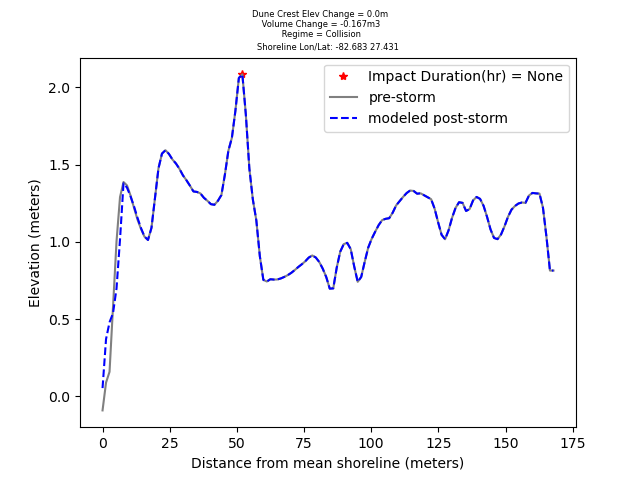 Dune Crest Elev Change = 0.0m
Volume Change = -0.167m3
Regime = Collision
Shoreline Lon/Lat: -82.683 27.431
Impact Duration(hr) = None
pre-storm
modeled post-storm
Elevation (meters)
2.0
1.5
1.0
0.5
0.0
0 25 50 75 100 125 150 175
Distance from mean shoreline (meters)